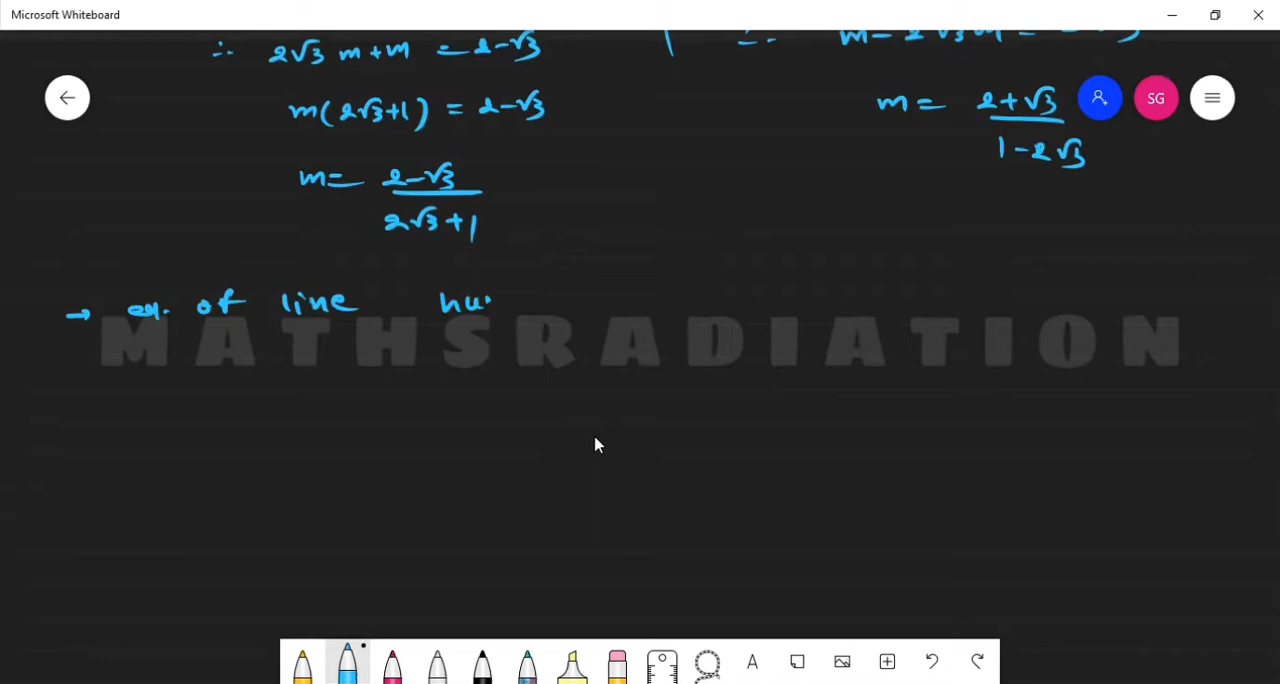 Microsoft Whiteboard
∴ 2√3 m + m = 2-√3
m(2√3+1) = 2-√3
m = 2-√3 / 2√3+1
m = 2+√3 / 1-2√3
SG
→ eq. of line
MATHSRADIATION
A